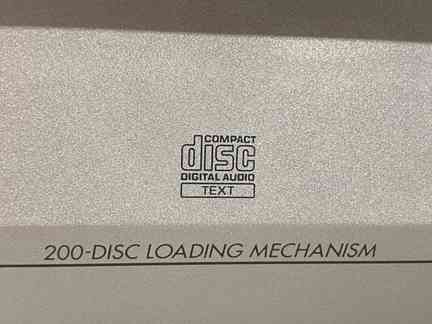 COMPACT
disc
DIGITAL AUDIO
TEXT
200-DISC LOADING MECHANISM